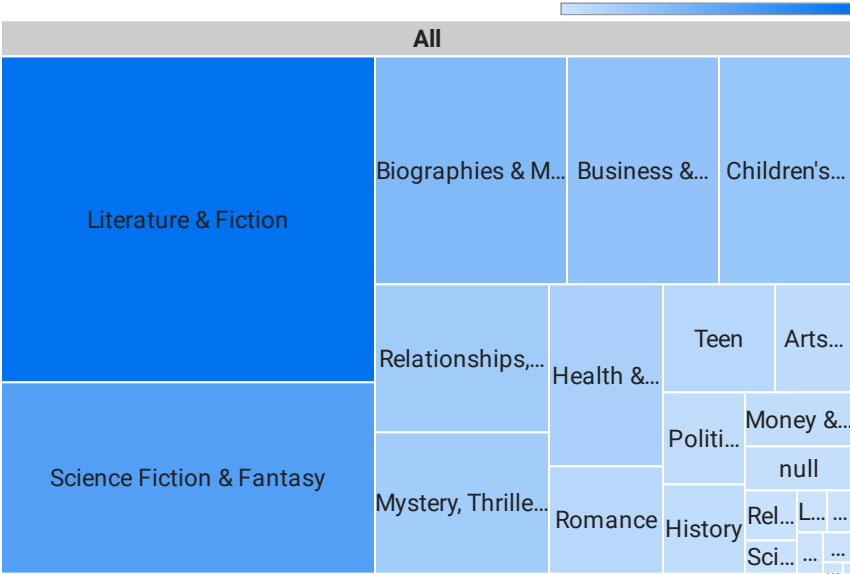 All
Literature & Fiction
Science Fiction & Fantasy
Biographies & M...
Business &...
Children's...
Relationships,...
Mystery, Thrille...
Health &...
Romance
Teen
Arts...
Politi...
History
Money &...
null
Rel...
L...
...
Sci...
...
...
...